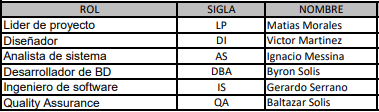 ROL SIGLA NOMBRE
Lider de proyecto LP Matias Morales
Diseñador DI Victor Martinez
Analista de sistema AS Ignacio Messina
Desarrollador de BD DBA Byron Solis
Ingeniero de software IS Gerardo Serrano
Quality Assurance QA Baltazar Solis